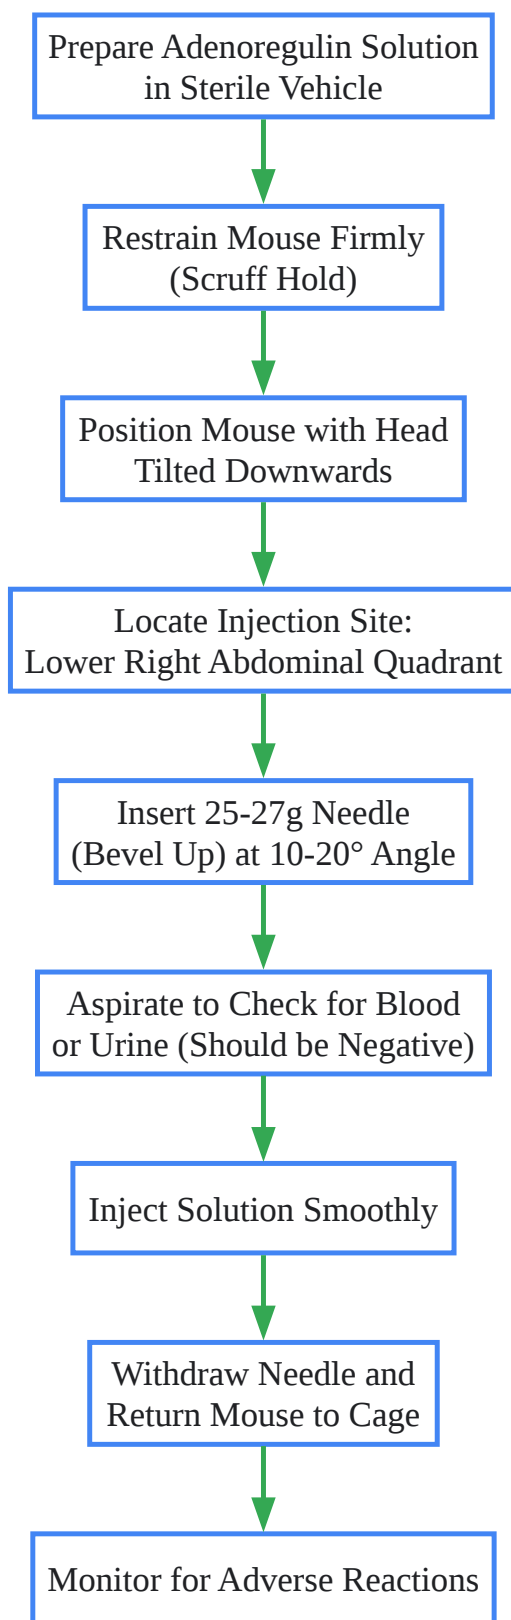 Prepare Adenoregulin Solution
in Sterile Vehicle
Restrain Mouse Firmly
(Scruff Hold)
Position Mouse with Head
Tilted Downwards
Locate Injection Site:
Lower Right Abdominal Quadrant
Insert 25-27g Needle
(Bevel Up) at 10-20° Angle
Aspirate to Check for Blood
or Urine (Should be Negative)
Inject Solution Smoothly
Withdraw Needle and
Return Mouse to Cage
Monitor for Adverse Reactions